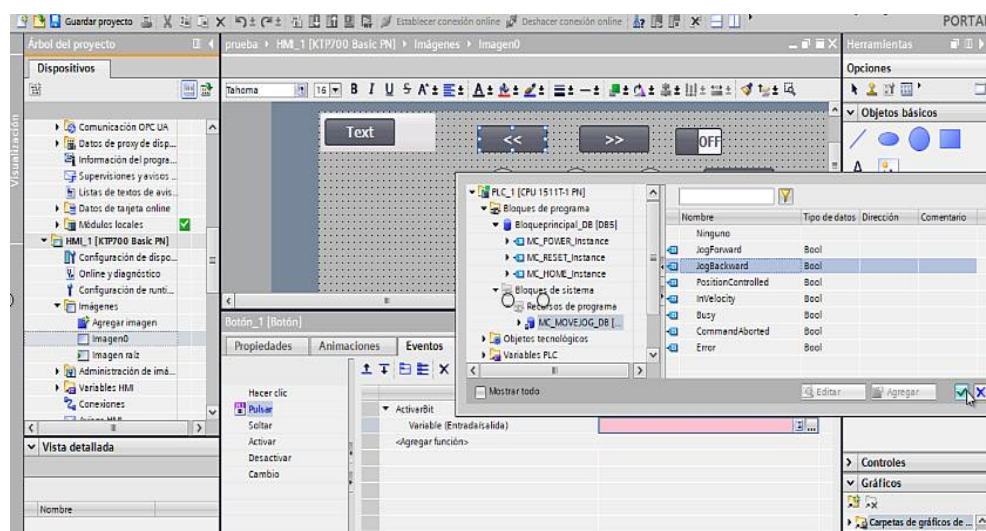 Guardar proyecto
Establecer conexión online
Deshacer conexión online
PORTAL
Árbol del proyecto
Dispositivos
Comunicación OPC UA
Datos de proxy de disp...
Información del progra...
Supervisiones y avisos...
Listas de textos de avis...
Datos de tarjeta online
Módulos locales
HMI_1 [KTP700 Basic PN]
Configuración de dispo...
Online y diagnóstico
Configuración de runti...
Imágenes
Agregar imagen
Imagen0
Imagen raíz
Administración de imá...
Variables HMI
Conexiones
Vista detallada
Nombre
prueba
HMI_1 [KTP700 Basic PN]
Imágenes
Imagen0
Tahoma
16
B I U S
Text
<<
>>
OFF
PLC_1 [CPU 1511T-1 PN]
Bloques de programa
Bloqueprincipal_DB [DB5]
MC_POWER_Instance
MC_RESET_Instance
MC_HOME_Instance
Bloques de sistema
Recursos de programa
MC_MOVEJOG_DB [...
Objetos tecnológicos
Variables PLC
Mostrar todo
Nombre Tipo de datos Dirección Comentario
Ninguno
JogForward Bool
JogBackward Bool
PositionControlled Bool
InVelocity Bool
Busy Bool
CommandAborted Bool
Error Bool
Editar
Agregar
Botón_1 [Botón]
Propiedades
Animaciones
Eventos
Hacer clic
Pulsar
Soltar
Activar
Desactivar
Cambio
ActivarBit
Variable (Entrada/salida)
<Agregar función>
Herramientas
Opciones
Objetos básicos
A
Controles
Gráficos
Carpetas de gráficos de ...